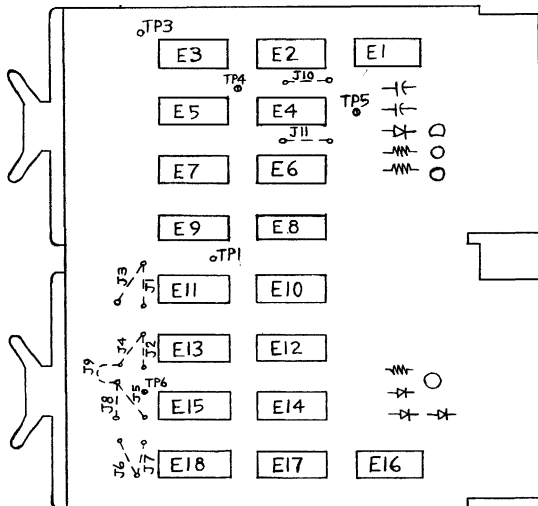 TP3
E3 E2 E1
TP4 J10
E5 E4 TP5
J11
E7 E6
E9 E8
TP1
J3 J1 E11 E10
J4 J2 E13 E12
J9
J8 J5 TP6 E15 E14
J6 J7 E18 E17 E16